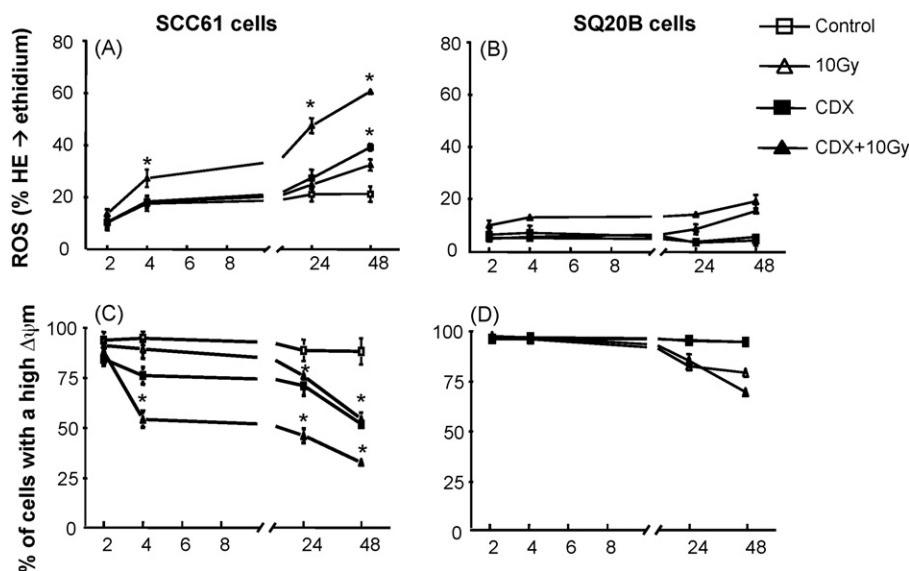 SCC61 cells
SQ20B cells
ROS (% HE → ethidium)
(A)
80
60
40
20
0
* * * *
2 4 6 8 24 48
(B)
80
60
40
20
0
2 4 6 8 24 48
Control
10Gy
CDX
CDX+10Gy
% of cells with a high Δψm
(C)
100
75
50
25
0
* * * * *
2 4 6 8 24 48
(D)
100
75
50
25
0
2 4 6 8 24 48